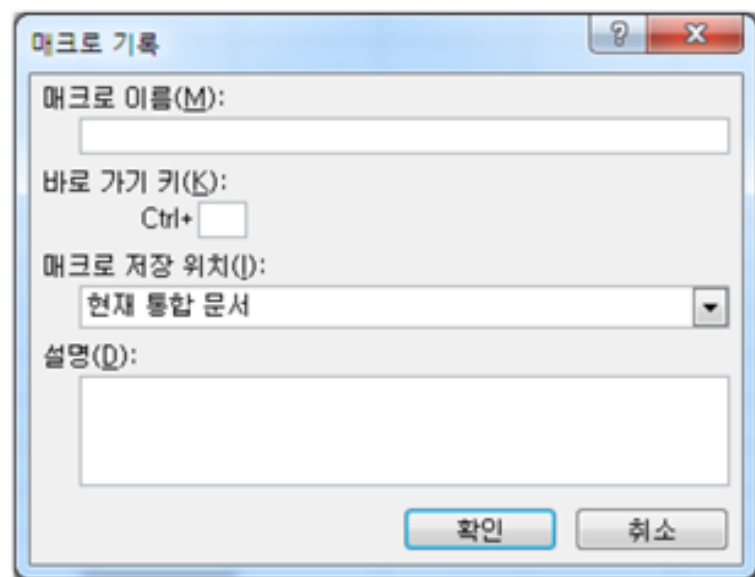 매크로 기록
매크로 이름(M):
바로 가기 키(K):
Ctrl+
매크로 저장 위치(I):
현재 통합 문서
설명(D):
확인 취소